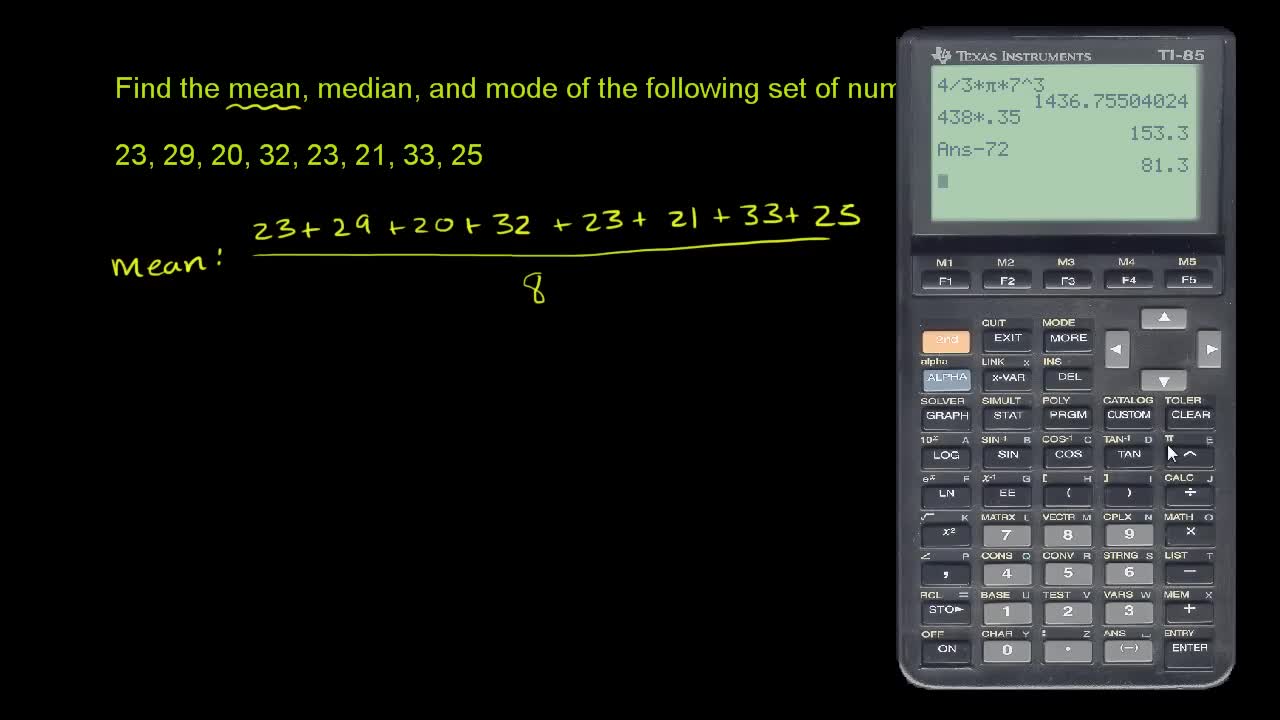 Find the mean, median, and mode of the following set of num
23, 29, 20, 32, 23, 21, 33, 25
23+ 29 +20+ 32 + 23+ 21 + 33+ 25
mean:
8
TEXAS INSTRUMENTS TI-85
4/3*π*7^3
1436.75504024
438*.35
153.3
Ans-72
81.3
M1 M2 M3 M4 M5
F1 F2 F3 F4 F5
QUIT MODE
2nd EXIT MORE
alpha LINK x INS
ALPHA x-VAR DEL
SOLVER SIMULT POLY CATALOG TOLER
GRAPH STAT PRGM CUSTOM CLEAR
10ˣ A SIN⁻¹ B COS⁻¹ C TAN⁻¹ D π E
LOG SIN COS TAN ^
eˣ F x⁻¹ G [ H ] I CALC J
LN EE ( ) ÷
√ K MATRX L VECTR M CPLX N MATH O
x² 7 8 9 ×
∠ P CONS Q CONV R STRNG S LIST T
, 4 5 6 −
RCL = BASE U TEST V VARS W MEM X
STO▶ 1 2 3 +
OFF CHAR Y : Z ANS ␣ ENTRY
ON 0 . (−) ENTER